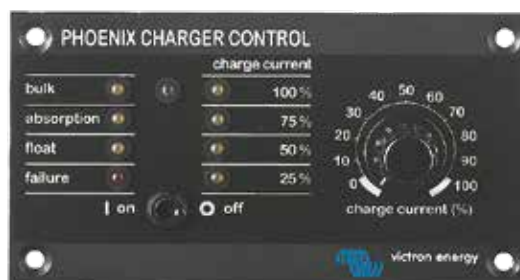 PHOENIX CHARGER CONTROL
charge current
bulk 100 %
absorption 75 %
float 50 %
failure 25 %
I on O off
0 10 20 30 40 50 60 70 80 90 100
charge current (%)
victron energy